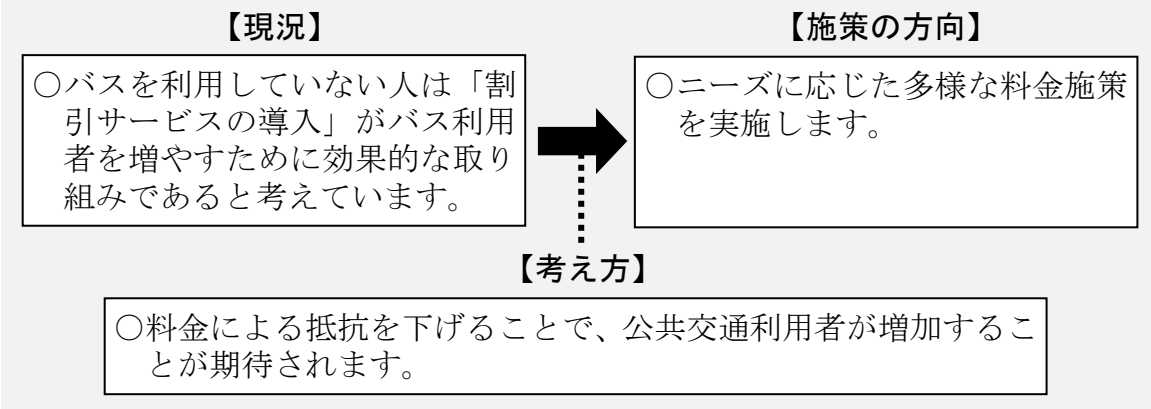 【現況】
○バスを利用していない人は「割
引サービスの導入」がバス利用
者を増やすために効果的な取り
組みであると考えています。
【施策の方向】
○ニーズに応じた多様な料金施策
を実施します。
【考え方】
○料金による抵抗を下げることで、公共交通利用者が増加するこ
とが期待されます。